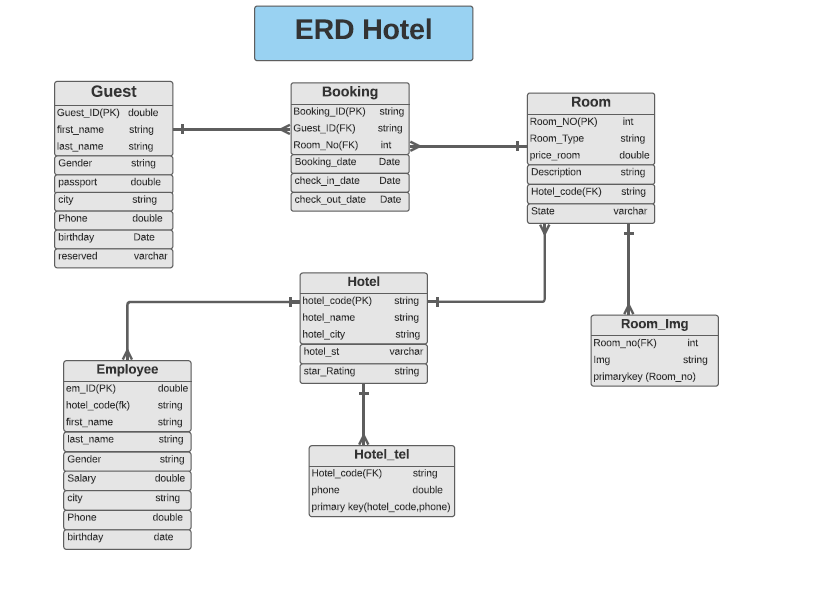 ERD Hotel
Guest
Guest_ID(PK) double
first_name string
last_name string
Gender string
passport double
city string
Phone double
birthday Date
reserved varchar
Booking
Booking_ID(PK) string
Guest_ID(FK) string
Room_No(FK) int
Booking_date Date
check_in_date Date
check_out_date Date
Room
Room_NO(PK) int
Room_Type string
price_room double
Description string
Hotel_code(FK) string
State varchar
Hotel
hotel_code(PK) string
hotel_name string
hotel_city string
hotel_st varchar
star_Rating string
Room_Img
Room_no(FK) int
Img string
primarykey (Room_no)
Employee
em_ID(PK) double
hotel_code(fk) string
first_name string
last_name string
Gender string
Salary double
city string
Phone double
birthday date
Hotel_tel
Hotel_code(FK) string
phone double
primary key(hotel_code,phone)